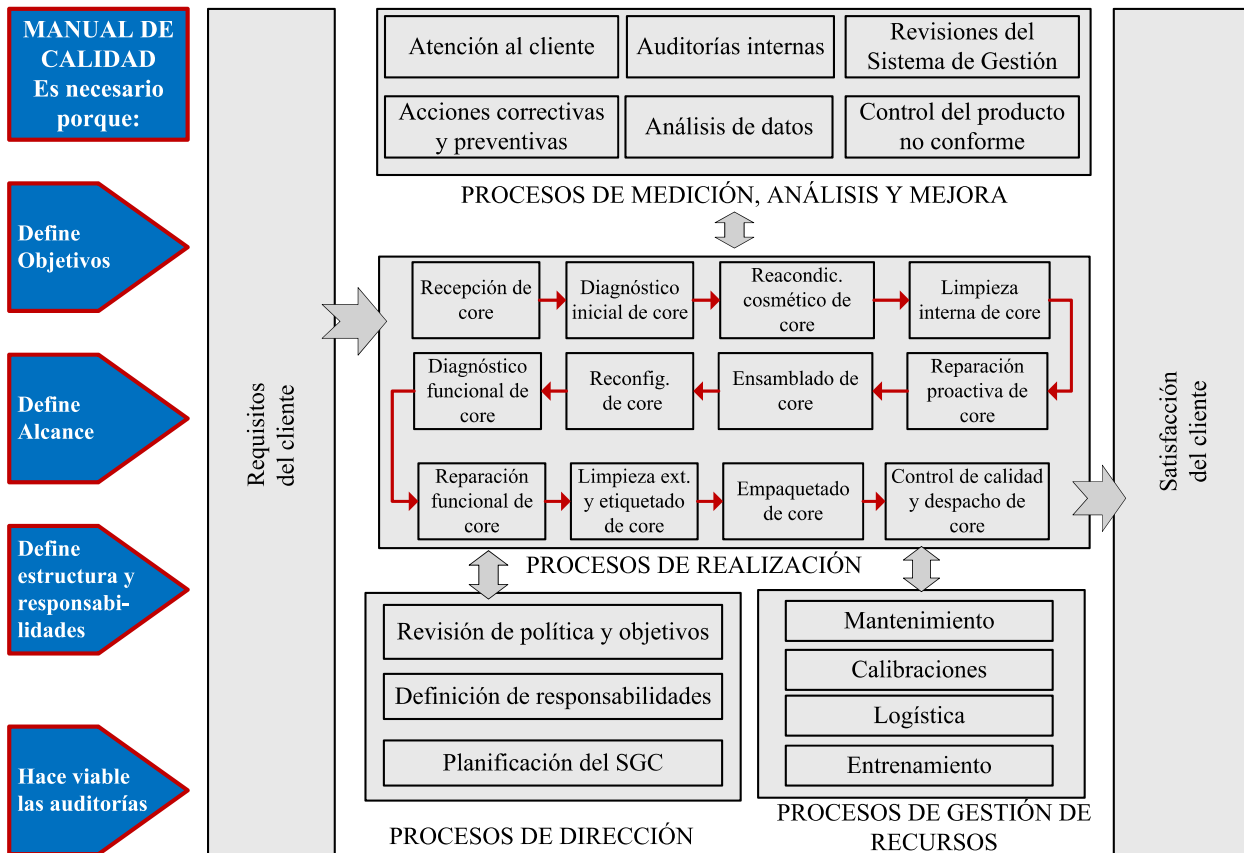 MANUAL DE
CALIDAD
Es necesario
porque:
Define
Objetivos
Define
Alcance
Define
estructura y
responsabi-
lidades
Hace viable
las auditorías
Requisitos
del cliente
Atención al cliente
Auditorías internas
Revisiones del
Sistema de Gestión
Acciones correctivas
y preventivas
Análisis de datos
Control del producto
no conforme
PROCESOS DE MEDICIÓN, ANÁLISIS Y MEJORA
Recepción de
core
Diagnóstico
inicial de core
Reacondic.
cosmético de
core
Limpieza
interna de core
Diagnóstico
funcional de
core
Reconfig.
de core
Ensamblado de
core
Reparación
proactiva de
core
Reparación
funcional de
core
Limpieza ext.
y etiquetado
de core
Empaquetado
de core
Control de calidad
y despacho de
core
PROCESOS DE REALIZACIÓN
Revisión de política y objetivos
Definición de responsabilidades
Planificación del SGC
PROCESOS DE DIRECCIÓN
Mantenimiento
Calibraciones
Logística
Entrenamiento
PROCESOS DE GESTIÓN DE
RECURSOS
Satisfacción
del cliente